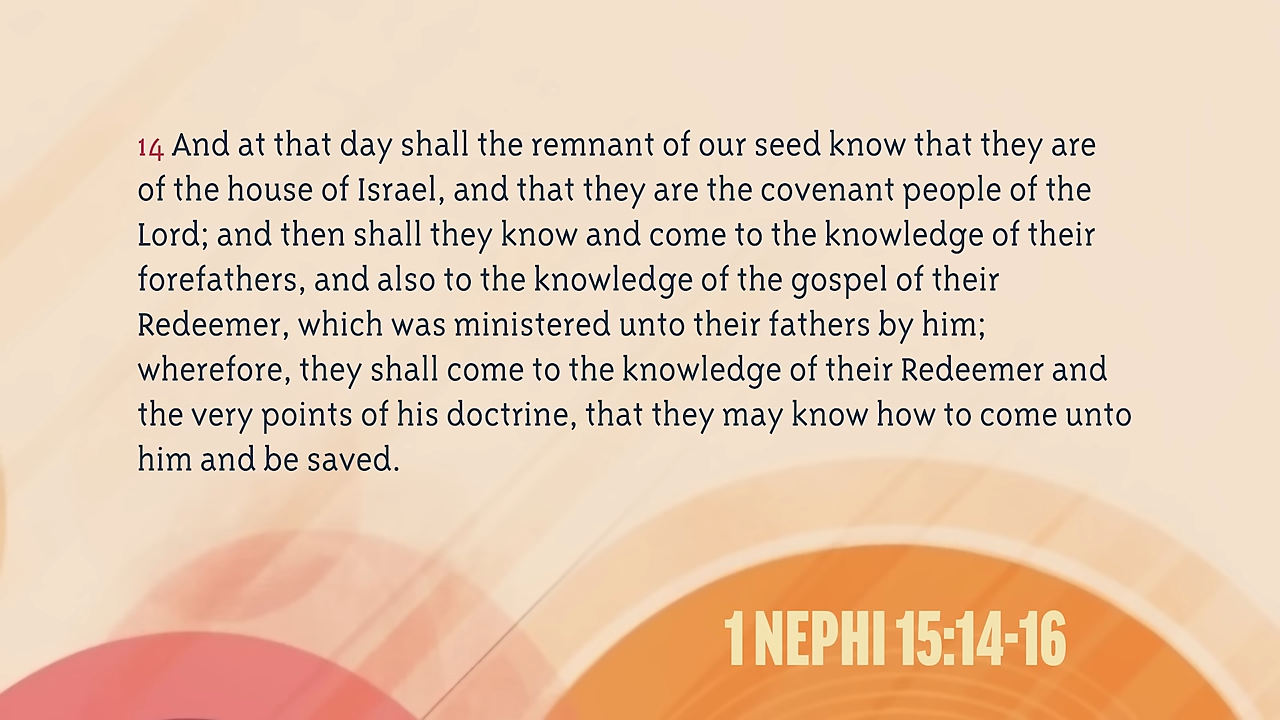 14 And at that day shall the remnant of our seed know that they are
of the house of Israel, and that they are the covenant people of the
Lord; and then shall they know and come to the knowledge of their
forefathers, and also to the knowledge of the gospel of their
Redeemer, which was ministered unto their fathers by him;
wherefore, they shall come to the knowledge of their Redeemer and
the very points of his doctrine, that they may know how to come unto
him and be saved.
1 NEPHI 15:14-16